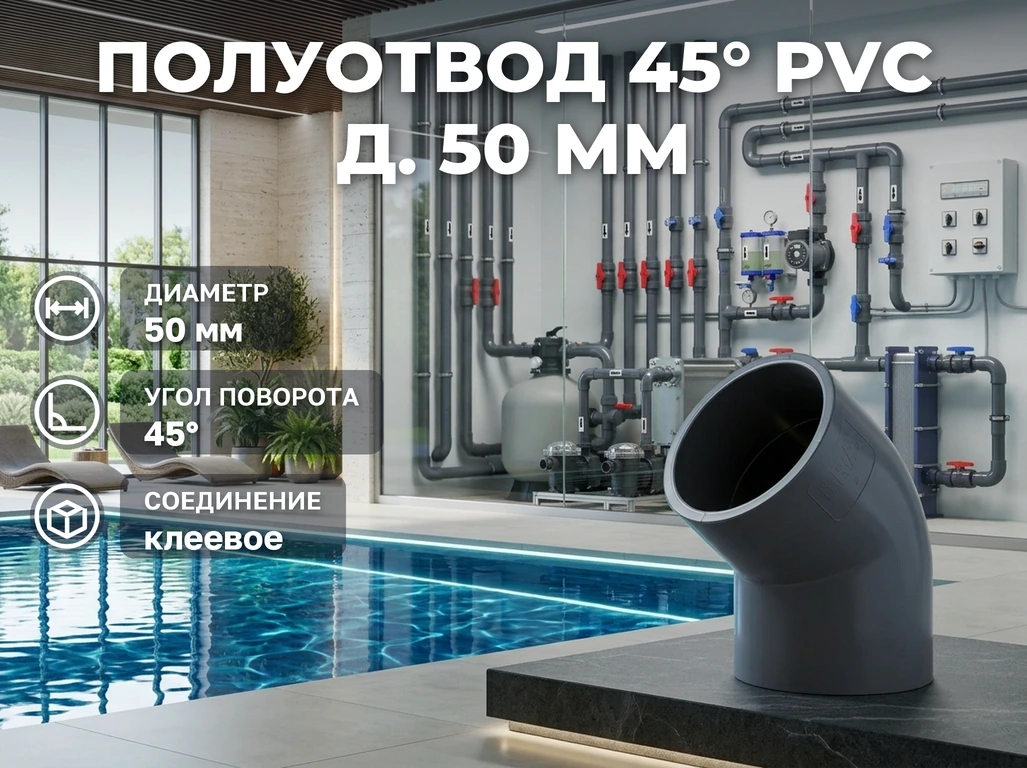 ПОЛУОТВОД 45° PVC
Д. 50 ММ
ДИАМЕТР
50 мм
УГОЛ ПОВОРОТА
45°
СОЕДИНЕНИЕ
клеевое